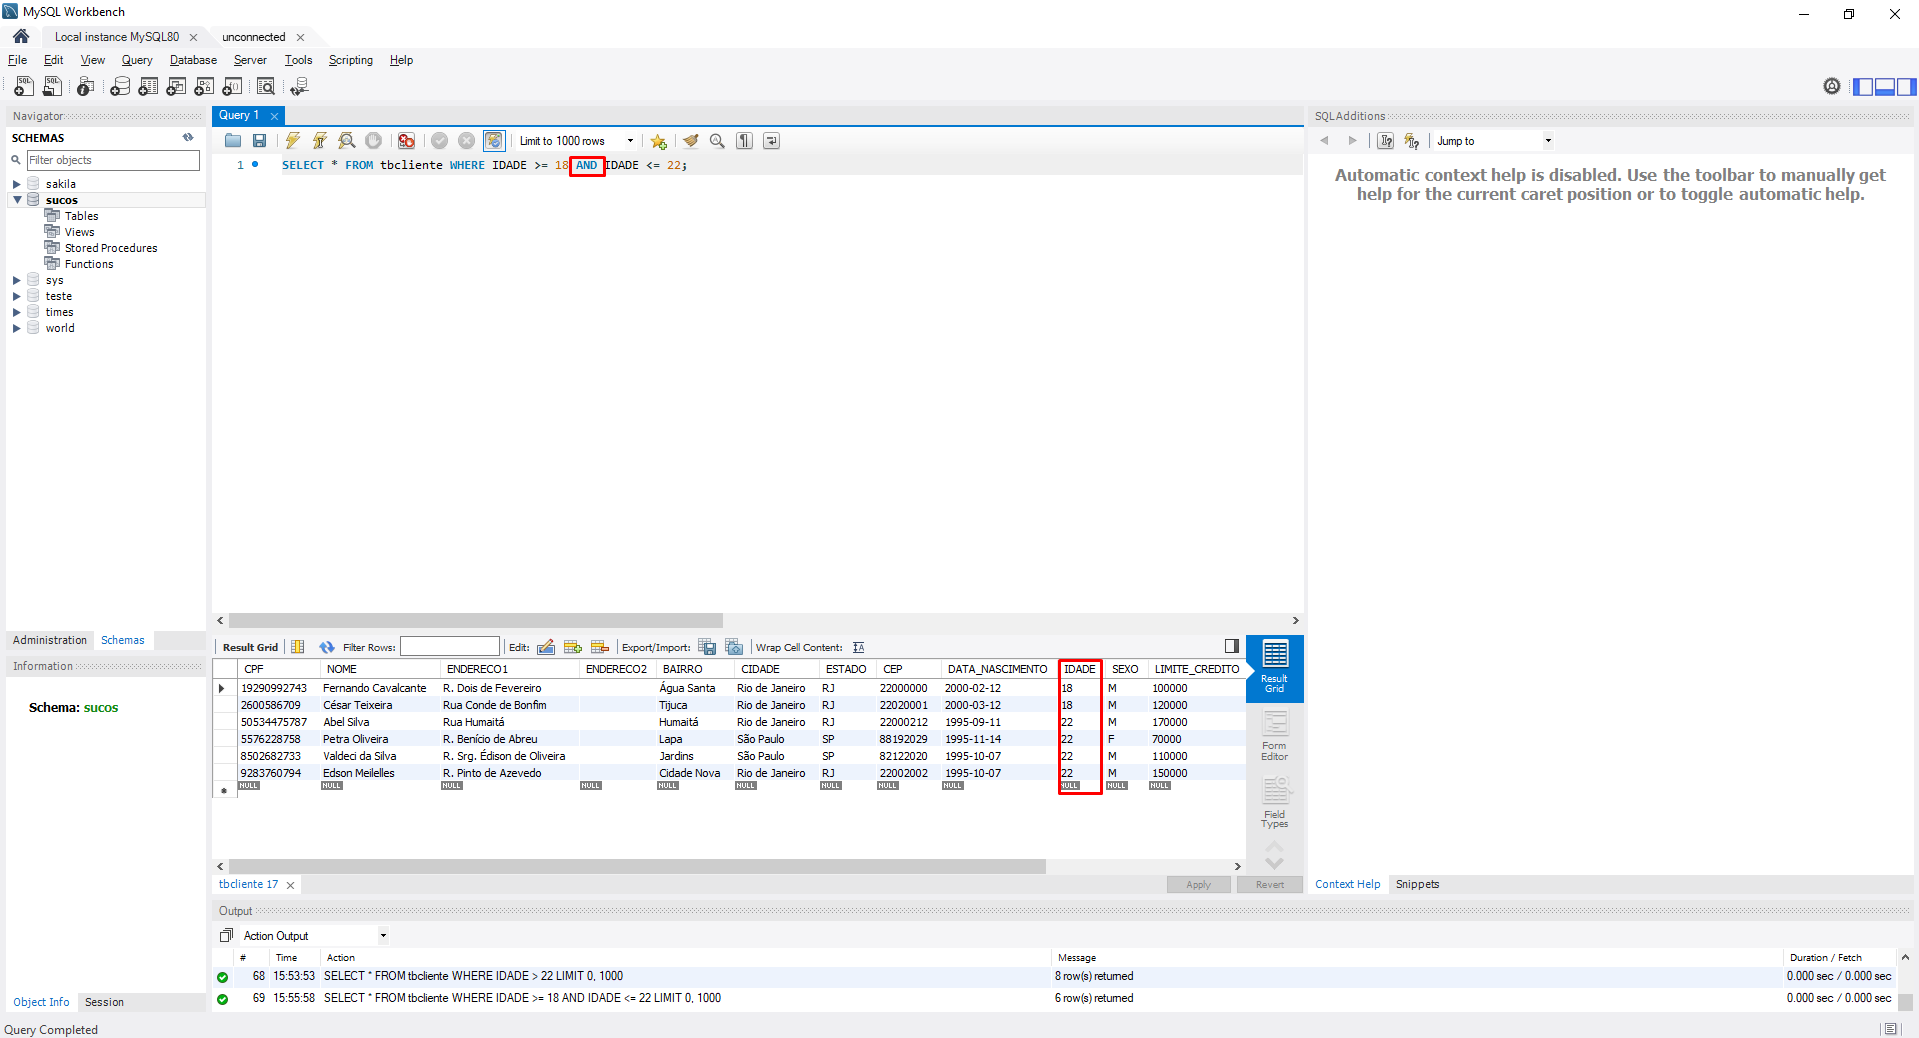 MySQL Workbench
Local instance MySQL80
unconnected
File Edit View Query Database Server Tools Scripting Help
Navigator
SCHEMAS
Filter objects
sakila
sucos
Tables
Views
Stored Procedures
Functions
sys
teste
times
world
Administration Schemas
Information
Schema: sucos
Object Info Session
Query 1
Limit to 1000 rows
1 SELECT * FROM tbcliente WHERE IDADE >= 18 AND IDADE <= 22;
Result Grid Filter Rows: Edit: Export/Import: Wrap Cell Content:
CPF NOME ENDERECO1 ENDERECO2 BAIRRO CIDADE ESTADO CEP DATA_NASCIMENTO IDADE SEXO LIMITE_CREDITO
19290992743 Fernando Cavalcante R. Dois de Fevereiro Água Santa Rio de Janeiro RJ 22000000 2000-02-12 18 M 100000
2600586709 César Teixeira Rua Conde de Bonfim Tijuca Rio de Janeiro RJ 22020001 2000-03-12 18 M 120000
50534475787 Abel Silva Rua Humaitá Humaitá Rio de Janeiro RJ 22000212 1995-09-11 22 M 170000
5576228758 Petra Oliveira R. Benício de Abreu Lapa São Paulo SP 88192029 1995-11-14 22 F 70000
8502682733 Valdeci da Silva R. Srg. Édison de Oliveira Jardins São Paulo SP 82122020 1995-10-07 22 M 110000
9283760794 Edson Meilelles R. Pinto de Azevedo Cidade Nova Rio de Janeiro RJ 22002002 1995-10-07 22 M 150000
NULL NULL NULL NULL NULL NULL NULL NULL NULL NULL NULL NULL
Result
Grid
Form
Editor
Field
Types
tbcliente 17
Apply Revert
SQLAdditions
Jump to
Automatic context help is disabled. Use the toolbar to manually get
help for the current caret position or to toggle automatic help.
Context Help Snippets
Output
Action Output
# Time Action Message Duration / Fetch
68 15:53:53 SELECT * FROM tbcliente WHERE IDADE > 22 LIMIT 0, 1000 8 row(s) returned 0.000 sec / 0.000 sec
69 15:55:58 SELECT * FROM tbcliente WHERE IDADE >= 18 AND IDADE <= 22 LIMIT 0, 1000 6 row(s) returned 0.000 sec / 0.000 sec
Query Completed